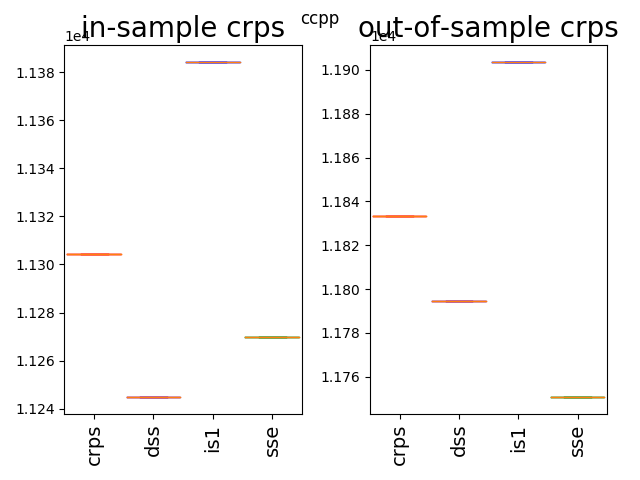 ccpp
in-sample crps
1e4
1.138
1.136
1.134
1.132
1.130
1.128
1.126
1.124
crps
dss
is1
sse
out-of-sample crps
1e4
1.190
1.188
1.186
1.184
1.182
1.180
1.178
1.176
crps
dss
is1
sse